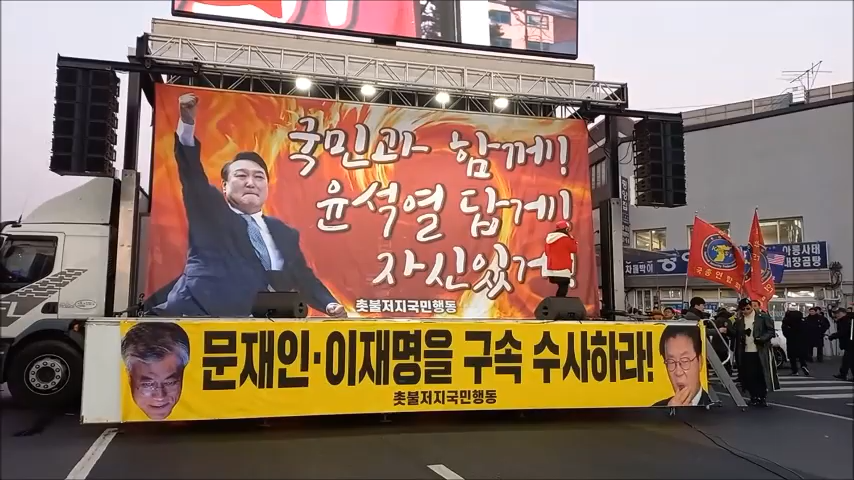 국민과 함께!
윤석열 답게!
자신있게!
촛불저지국민행동
문재인·이재명을 구속 수사하라!
촛불저지국민행동